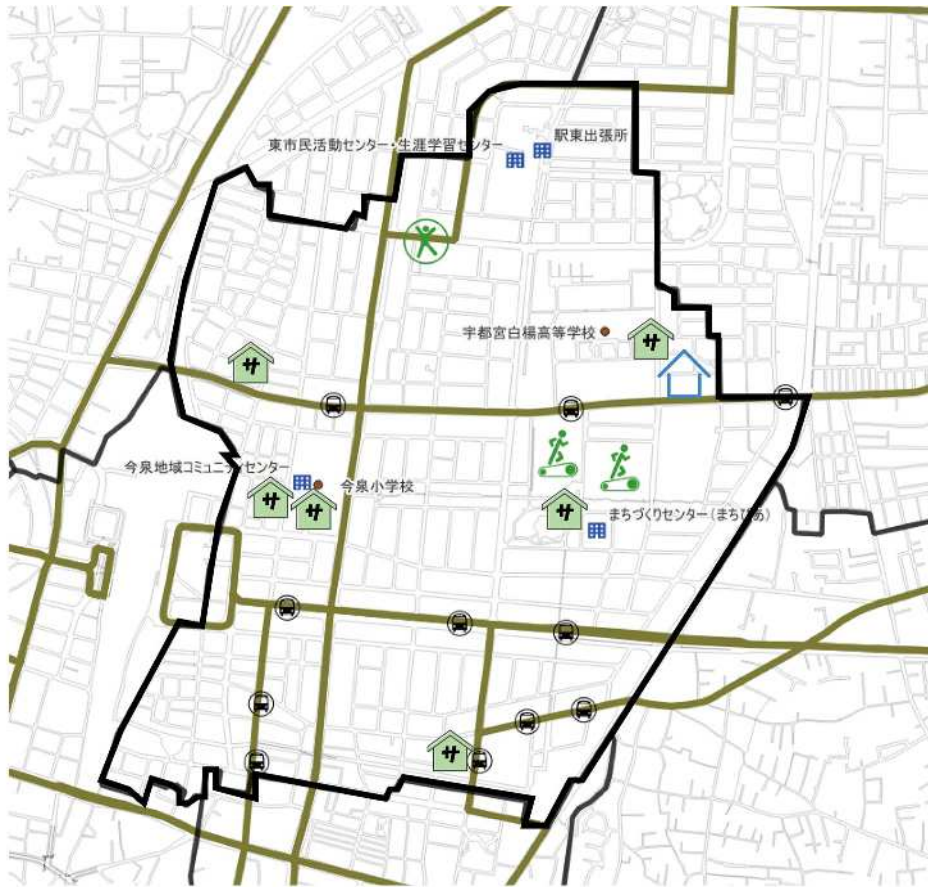 駅東出張所
東市民活動センター・生涯学習センター
宇都宮白楊高等学校
サ
サ
今泉地域コミュニティセンター
今泉小学校
サ
サ
サ
まちづくりセンター(まちぴあ)
サ